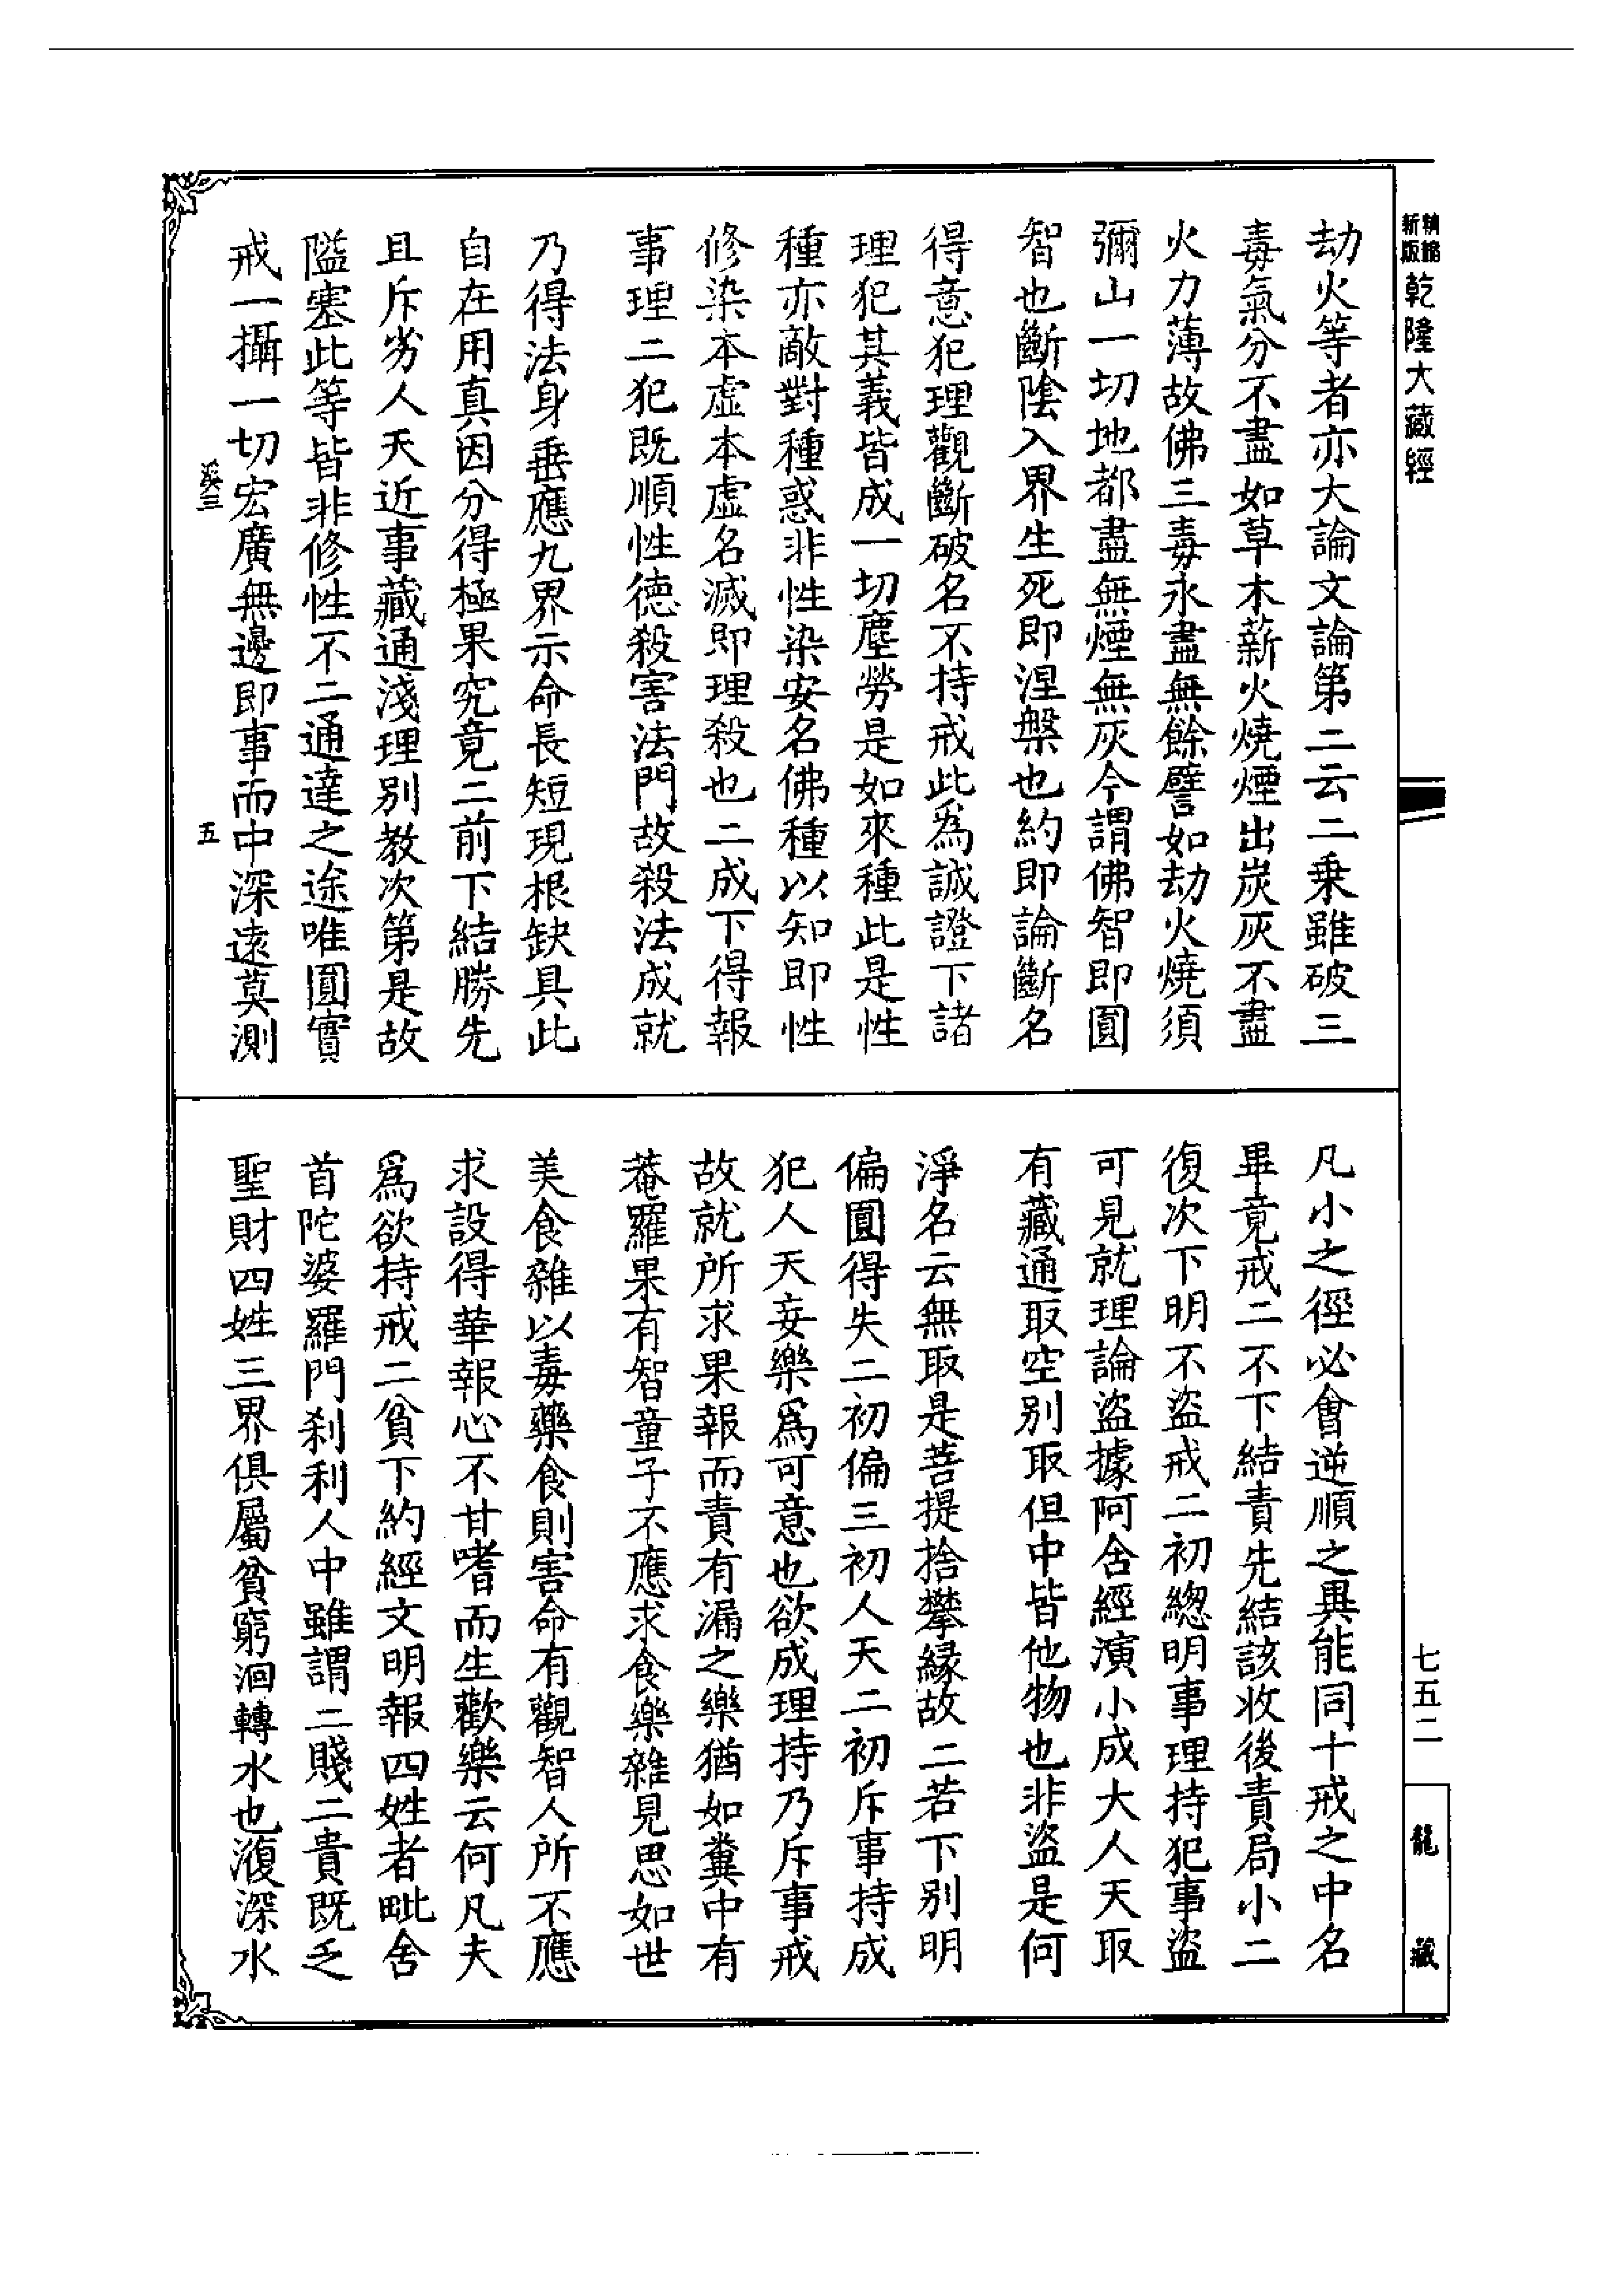 新版
精縮
乾隆大藏經
劫火等者亦大論文論第二云二乗雖破三
毒氣分不盡如草木薪火燒煙出炭灰不盡
火力薄故佛三毒永盡無餘譬如劫火燒須
彌山一切地都盡無煙無灰今謂佛智即圓
智也斷陰入界生死即涅槃也約即論斷名
得意犯理觀斷破名不持戒此爲誠證下諸
理犯其義皆成一切塵勞是如來種此是性
種亦敵對種惑非性染安名佛種以知即性
修染本虛本虛名滅即理殺也二成下得報
事理二犯既順性德殺害法門故殺法成就
乃得法身垂應九界示命長短現根缺具此
自在用真因分得極果究竟二前下結勝先
且斥劣人天近事藏通淺理別教次第是故
隘塞此等皆非修性不二通達之途唯圓實
戒一攝一切宏廣無邊即事而中深遠莫測
五
凡小之徑必會逆順之異能同十戒之中名
畢竟戒二不下結責先結該收後責局小二
復次下明不盜戒二初總明事理持犯事盜
可見就理論盜據阿含經演小成大人天取
有藏通取空別取但中皆他物也非盜是何
淨名云無取是菩提捨攀緣故二若下別明
偏圓得失二初偏三初人天二初斥事持成
犯人天妄樂爲可意也欲成理持乃斥事戒
故就所求果報而責有漏之樂猶如糞中有
菴羅果有智童子不應求食樂雜見思如世
美食雜以毒藥食則害命有觀智人所不應
求設得華報心不甘嗜而生歡樂云何凡夫
爲欲持戒二貧下約經文明報四姓者毗舍
首陀婆羅門刹利人中雖謂二賤二貴既乏
聖財四姓三界俱屬貧窮洄轉水也澓深水
七五二
龍
藏